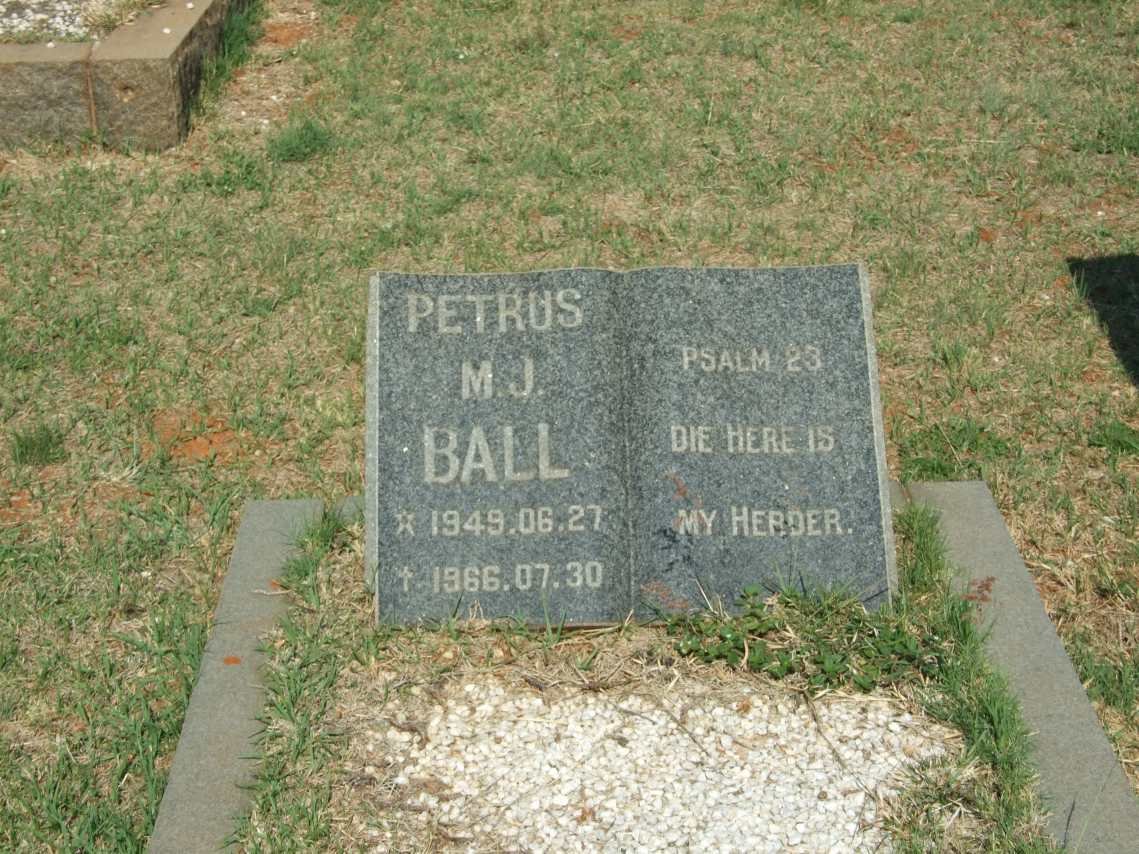 PETRUS
M.J.
BALL
☆ 1949.06.27
† 1966.07.30
PSALM 23
DIE HERE IS
MY HERDER.